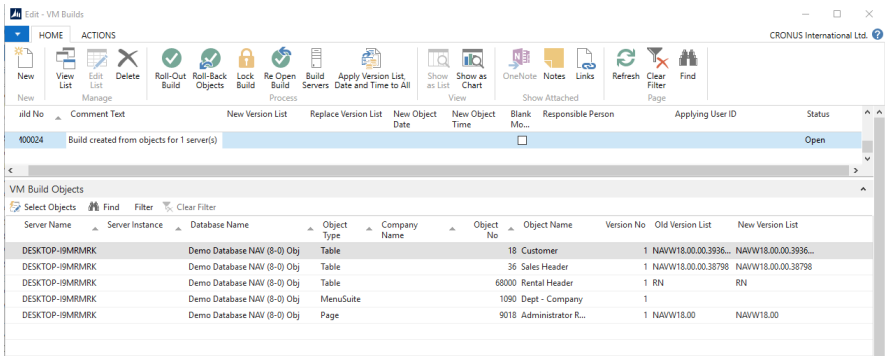 Edit - VM Builds
HOME ACTIONS CRONUS International Ltd.
New View List Edit List Delete Roll-Out Build Roll-Back Objects Lock Build Re Open Build Build Servers Apply Version List, Date and Time to All Show as List Show as Chart OneNote Notes Links Refresh Clear Filter Find
New Manage Process View Show Attached Page
ild No Comment Text New Version List Replace Version List New Object Date New Object Time Blank Mo... Responsible Person Applying User ID Status
00024 Build created from objects for 1 server(s) Open
VM Build Objects
Select Objects Find Filter Clear Filter
Server Name Server Instance Database Name Object Type Company Name Object No Object Name Version No Old Version List New Version List
DESKTOP-I9MRMRK Demo Database NAV (8-0) Obj Table 18 Customer 1 NAVW18.00.00.3936... NAVW18.00.00.3936...
DESKTOP-I9MRMRK Demo Database NAV (8-0) Obj Table 36 Sales Header 1 NAVW18.00.00.38798 NAVW18.00.00.38798
DESKTOP-I9MRMRK Demo Database NAV (8-0) Obj Table 68000 Rental Header 1 RN RN
DESKTOP-I9MRMRK Demo Database NAV (8-0) Obj MenuSuite 1090 Dept - Company 1
DESKTOP-I9MRMRK Demo Database NAV (8-0) Obj Page 9018 Administrator R... 1 NAVW18.00 NAVW18.00